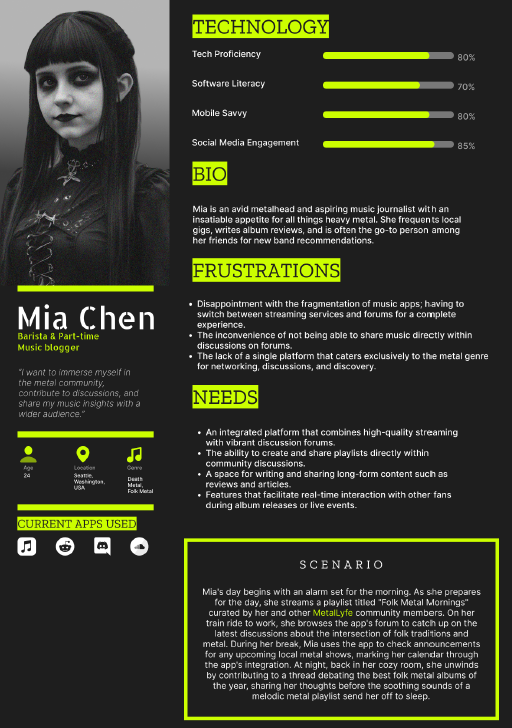 TECHNOLOGY
Tech Proficiency
80%
Software Literacy
70%
Mobile Savvy
80%
Social Media Engagement
85%
BIO
Mia is an avid metalhead and aspiring music journalist with an
insatiable appetite for all things heavy metal. She frequents local
gigs, writes album reviews, and is often the go-to person among
her friends for new band recommendations.
FRUSTRATIONS
• Disappointment with the fragmentation of music apps; having to
switch between streaming services and forums for a complete
experience.
• The inconvenience of not being able to share music directly within
discussions on forums.
• The lack of a single platform that caters exclusively to the metal genre
for networking, discussions, and discovery.
NEEDS
• An integrated platform that combines high-quality streaming
with vibrant discussion forums.
• The ability to create and share playlists directly within
community discussions.
• A space for writing and sharing long-form content such as
reviews and articles.
• Features that facilitate real-time interaction with other fans
during album releases or live events.
Mia Chen
Barista & Part-time
Music blogger
"I want to immerse myself in
the metal community,
contribute to discussions, and
share my music insights with a
wider audience."
Age
24
Location
Seattle,
Washington,
USA
Genre
Death
Metal,
Folk Metal
CURRENT APPS USED
SCENARIO
Mia's day begins with an alarm set for the morning. As she prepares
for the day, she streams a playlist titled "Folk Metal Mornings"
curated by her and other MetalLyfe community members. On her
train ride to work, she browses the app's forum to catch up on the
latest discussions about the intersection of folk traditions and
metal. During her break, Mia uses the app to check announcements
for any upcoming local metal shows, marking her calendar through
the app's integration. At night, back in her cozy room, she unwinds
by contributing to a thread debating the best folk metal albums of
the year, sharing her thoughts before the soothing sounds of a
melodic metal playlist send her off to sleep.